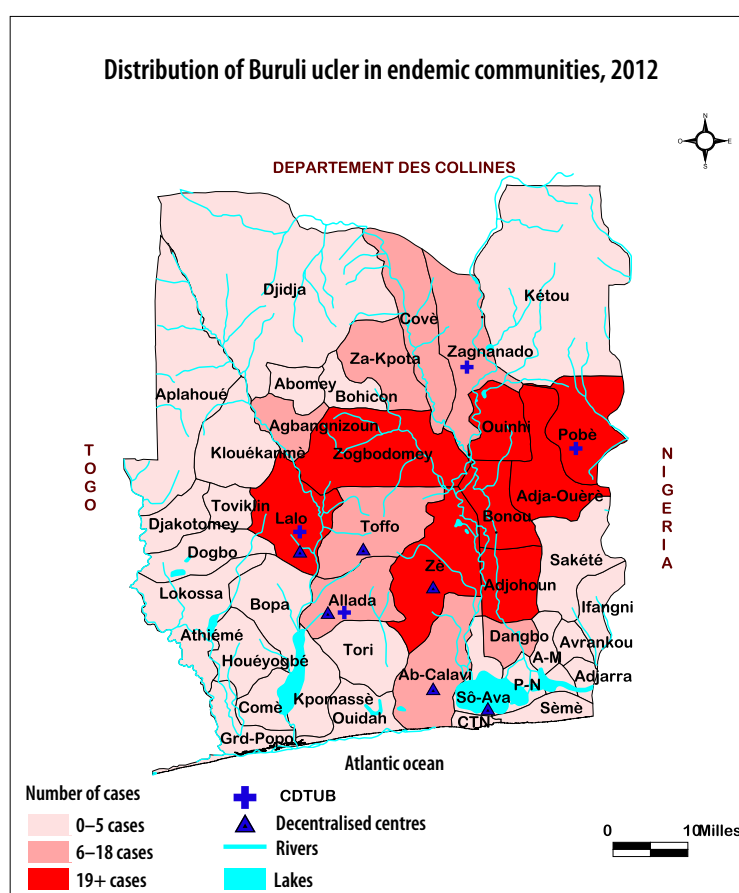 Distribution of Buruli ucler in endemic communities, 2012
N
O
E
S
DEPARTEMENT DES COLLINES
Djidja
Kétou
Covè
Zagnanado
Za-Kpota
Abomey
Bohicon
Aplahoué
Agbangnizoun
Ouinhi
Pobè
Klouékanmè
Zogbodomey
TOGO
NIGERIA
Toviklin
Lalo
Adja-Ouèrè
Djakotomey
Toffo
Bonou
Dogbo
Sakété
Zè
Adjohoun
Lokossa
Bopa
Allada
Ifangni
Athiémé
Dangbo
Avrankou
Houéyogbé
Tori
A-M
Adjarra
Ab-Calavi
P-N
Comè
Kpomassè
Sô-Ava
Sèmè
Ouidah
CTN
Grd-Popo
Atlantic ocean
Number of cases
0–5 cases
6–18 cases
19+ cases
CDTUB
Decentralised centres
Rivers
Lakes
0 10 Milles